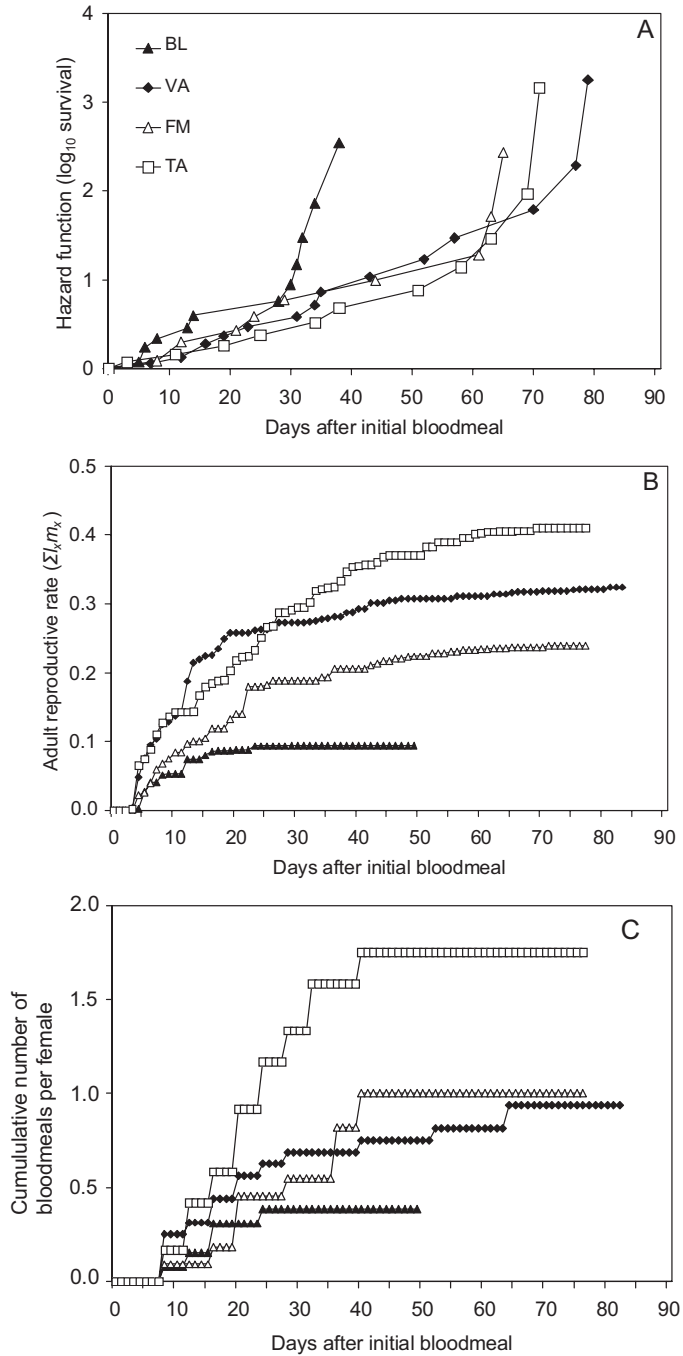 A
BL
VA
FM
TA
Hazard function (log10 survival)
4
3
2
1
0
0 10 20 30 40 50 60 70 80 90
Days after initial bloodmeal
B
Adult reproductive rate (Σlxmx)
0.5
0.4
0.3
0.2
0.1
0.0
0 10 20 30 40 50 60 70 80 90
Days after initial bloodmeal
C
Cumululative number of
bloodmeals per female
2.0
1.5
1.0
0.5
0.0
0 10 20 30 40 50 60 70 80 90
Days after initial bloodmeal